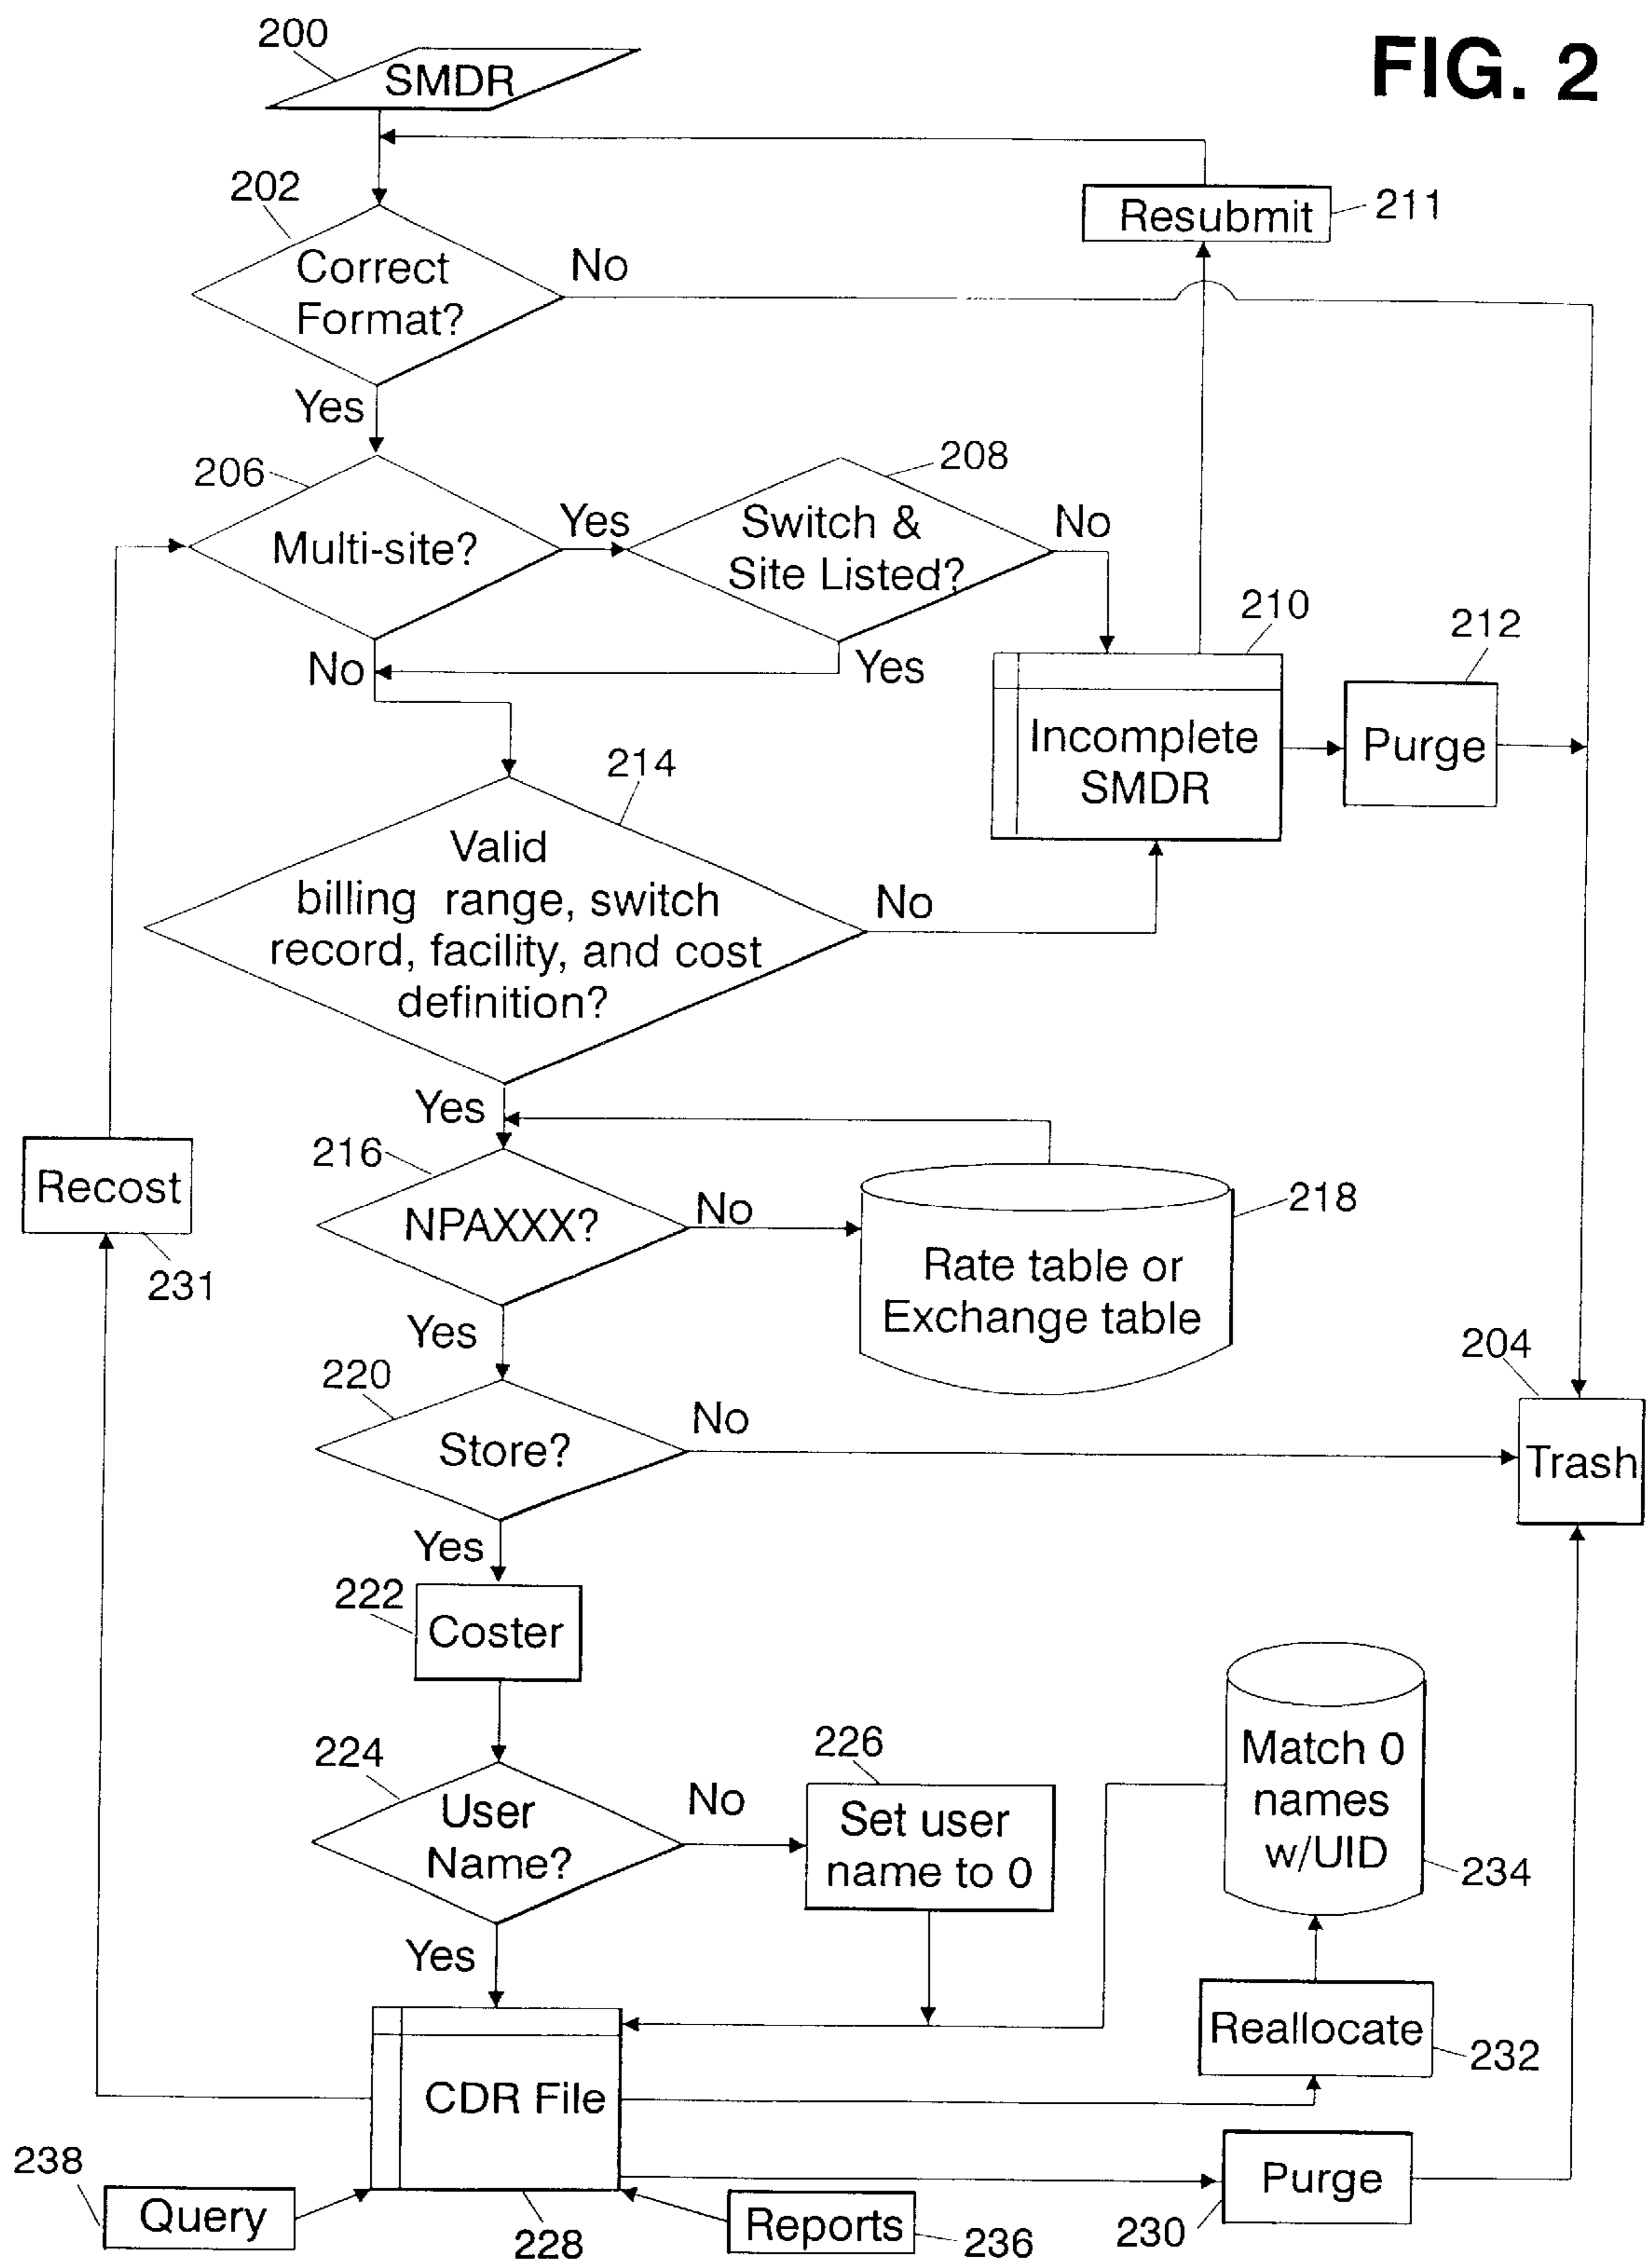 FIG. 2
200
SMDR
202
Resubmit
211
Correct
Format?
No
Yes
206
208
Multi-site?
Yes
Switch &
Site Listed?
No
No
Yes
210
212
Incomplete
SMDR
Purge
214
Valid
billing range, switch
record, facility, and cost
definition?
No
Yes
216
NPAXXX?
No
218
Rate table or
Exchange table
Recost
231
Yes
220
Store?
No
204
Trash
Yes
222
Coster
224
User
Name?
No
226
Set user
name to 0
Match 0
names
w/UID
234
Yes
Reallocate
232
CDR File
238
Query
228
Reports
236
Purge
230